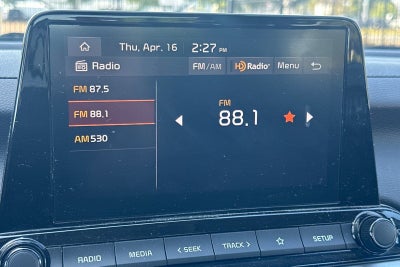 Thu, Apr. 16 2:27 PM
Radio FM/AM HD Radio Menu
FM 87.5
FM 88.1
AM 530
FM
88.1
RADIO MEDIA < SEEK TRACK > SETUP